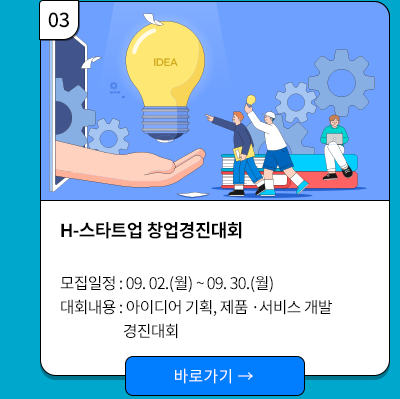 03
IDEA
H-스타트업 창업경진대회
모집일정 : 09. 02.(월) ~ 09. 30.(월)
대회내용 : 아이디어 기획, 제품 · 서비스 개발
경진대회
바로가기 →